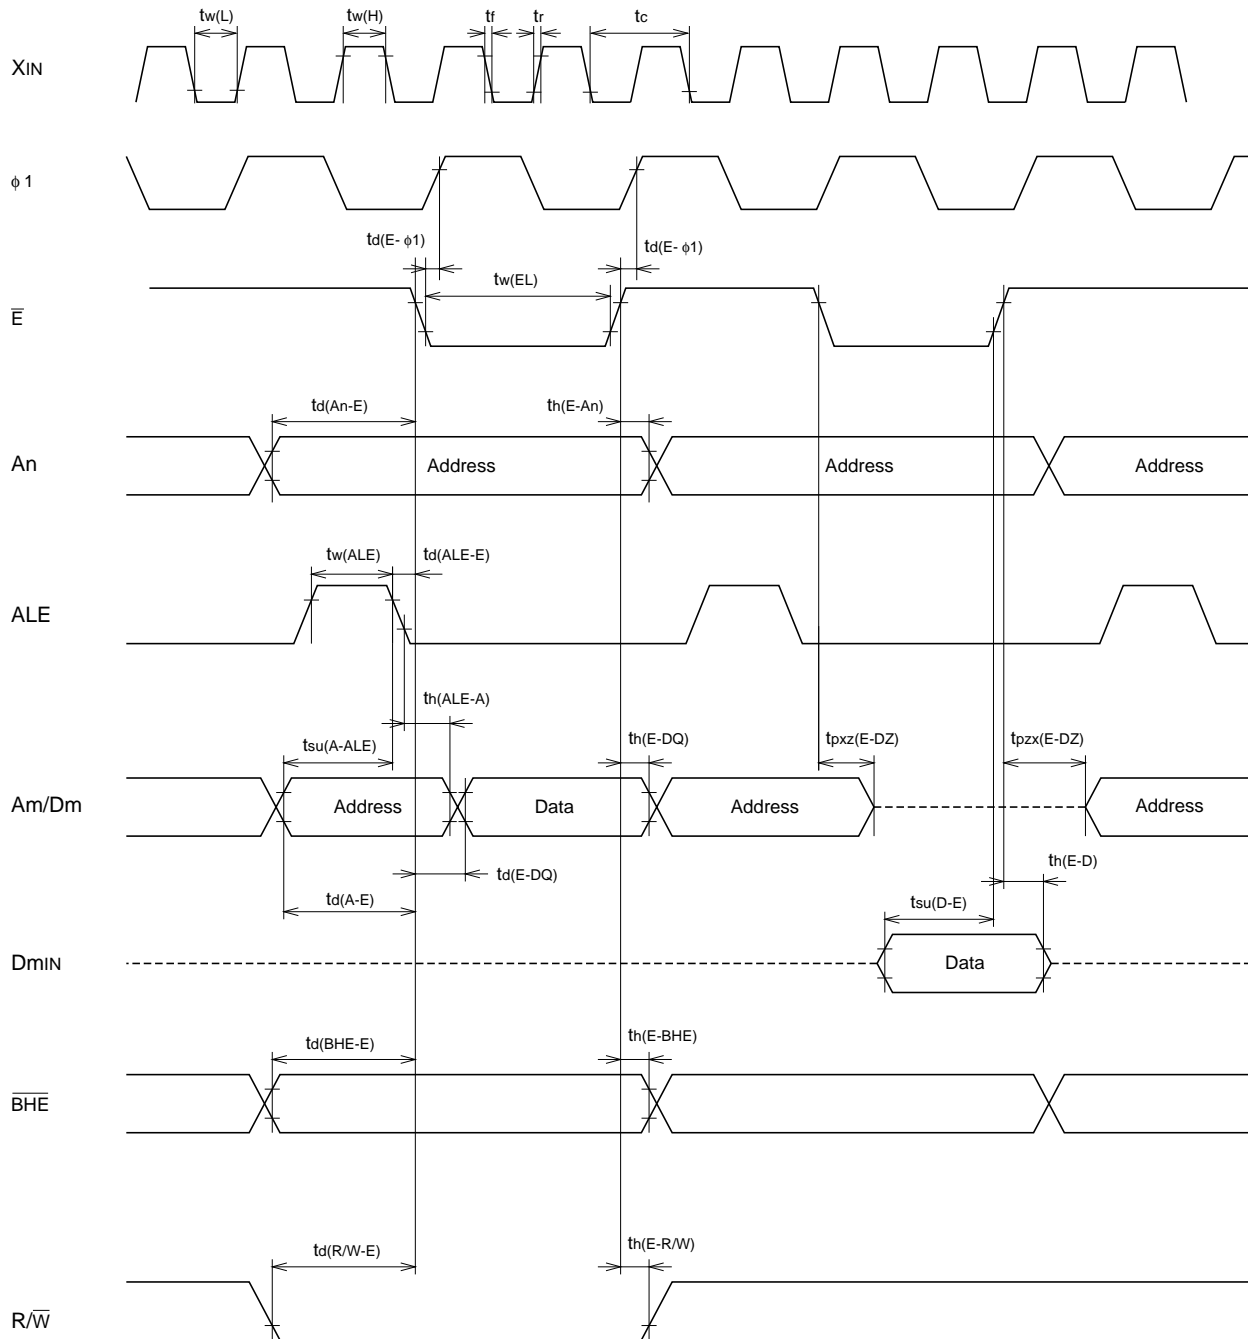 tw(L) tw(H) tf tr tc
XIN
ϕ 1
td(E- ϕ1) td(E- ϕ1)
tw(EL)
E̅
td(An-E) th(E-An)
An Address Address Address
tw(ALE) td(ALE-E)
ALE
th(ALE-A)
tsu(A-ALE) th(E-DQ) tpxz(E-DZ) tpzx(E-DZ)
Am/Dm Address Data Address Address
td(E-DQ) th(E-D)
td(A-E) tsu(D-E)
DmIN Data
td(BHE-E) th(E-BHE)
B̅H̅E̅
td(R/W-E) th(E-R/W)
R/W̅